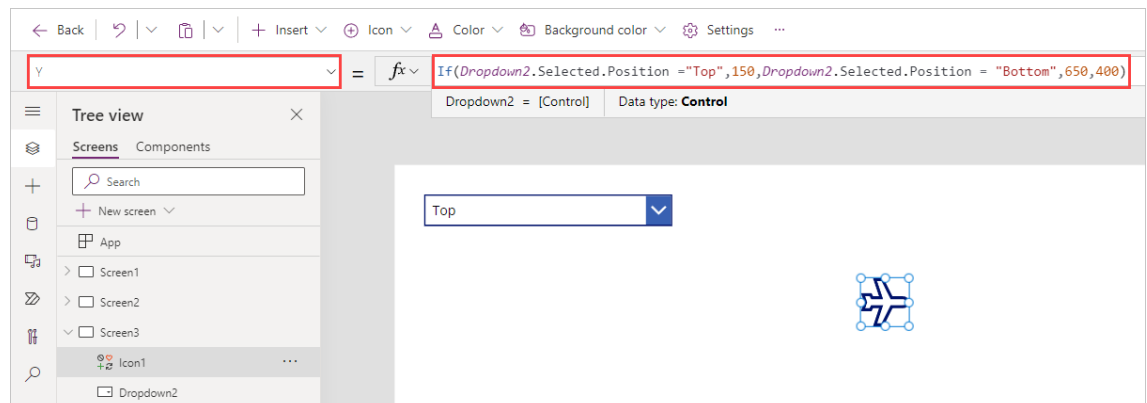 Back Insert Icon Color Background color Settings ...
Y = fx If(Dropdown2.Selected.Position ="Top",150,Dropdown2.Selected.Position = "Bottom",650,400)
Dropdown2 = [Control] Data type: Control
Tree view
Screens Components
Search
New screen
Top
App
Screen1
Screen2
Screen3
Icon1 ...
Dropdown2